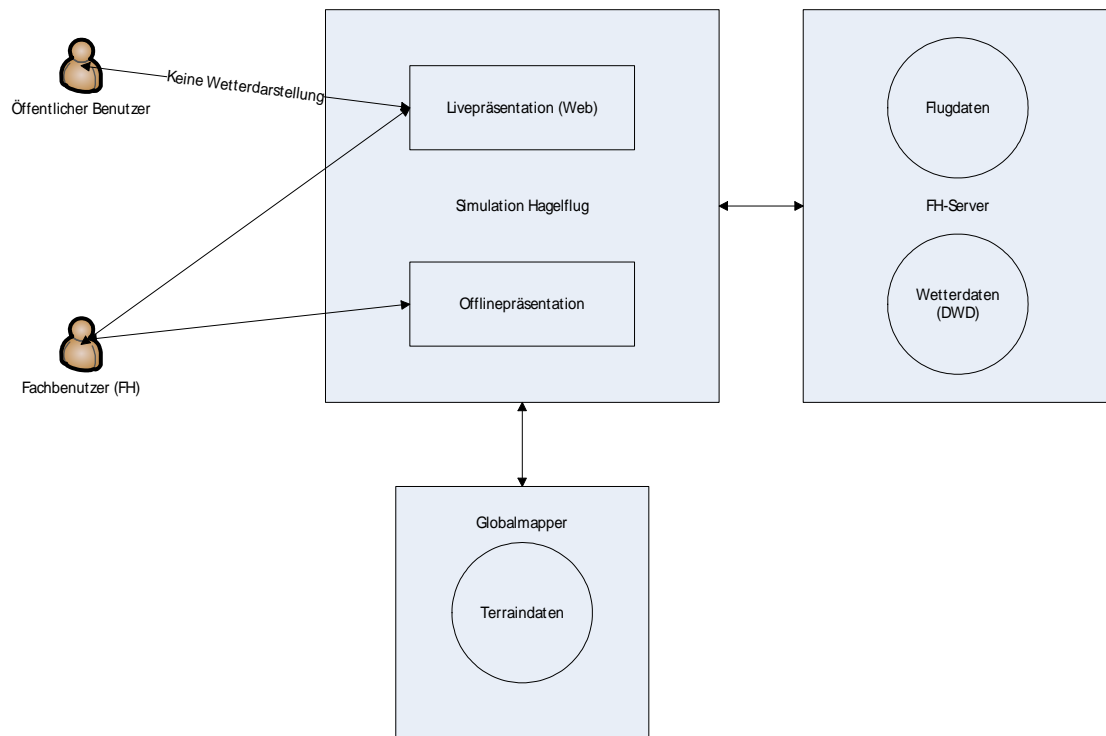 Öffentlicher Benutzer
Keine Wetterdarstellung
Livepräsentation (Web)
Simulation Hagelflug
Offlinepräsentation
Fachbenutzer (FH)
Flugdaten
FH-Server
Wetterdaten
(DWD)
Globalmapper
Terraindaten